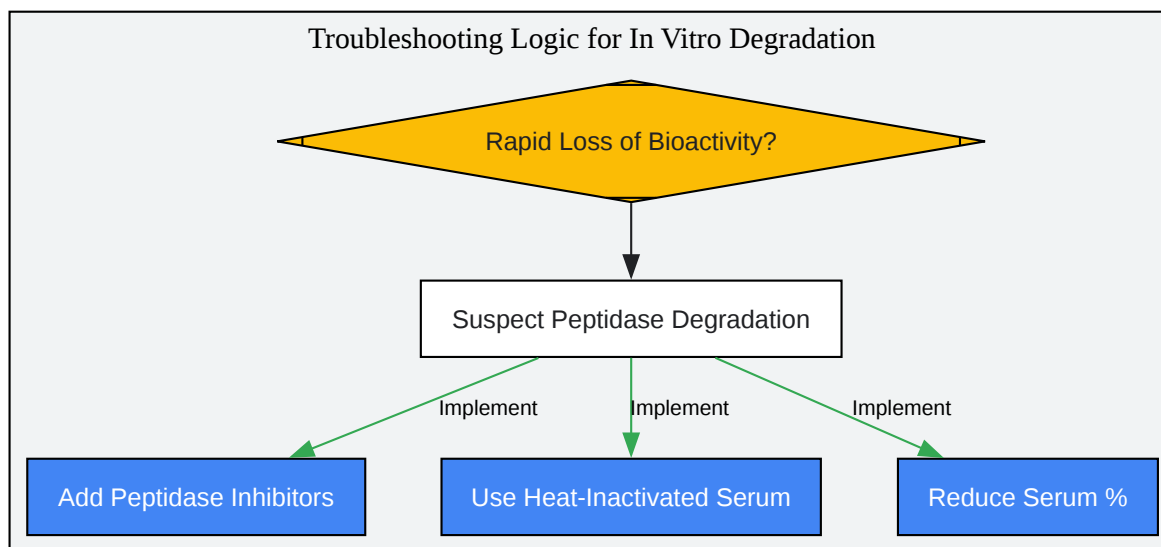 Troubleshooting Logic for In Vitro Degradation
Rapid Loss of Bioactivity?
Suspect Peptidase Degradation
Implement
Implement
Implement
Add Peptidase Inhibitors
Use Heat-Inactivated Serum
Reduce Serum %